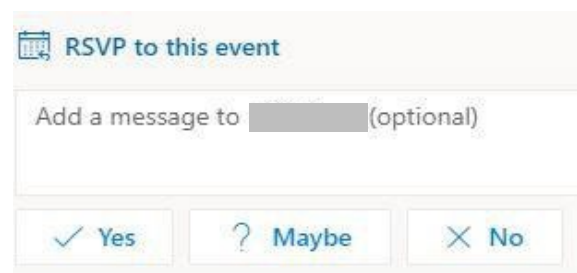 RSVP to this event
Add a message to (optional)
Yes Maybe No